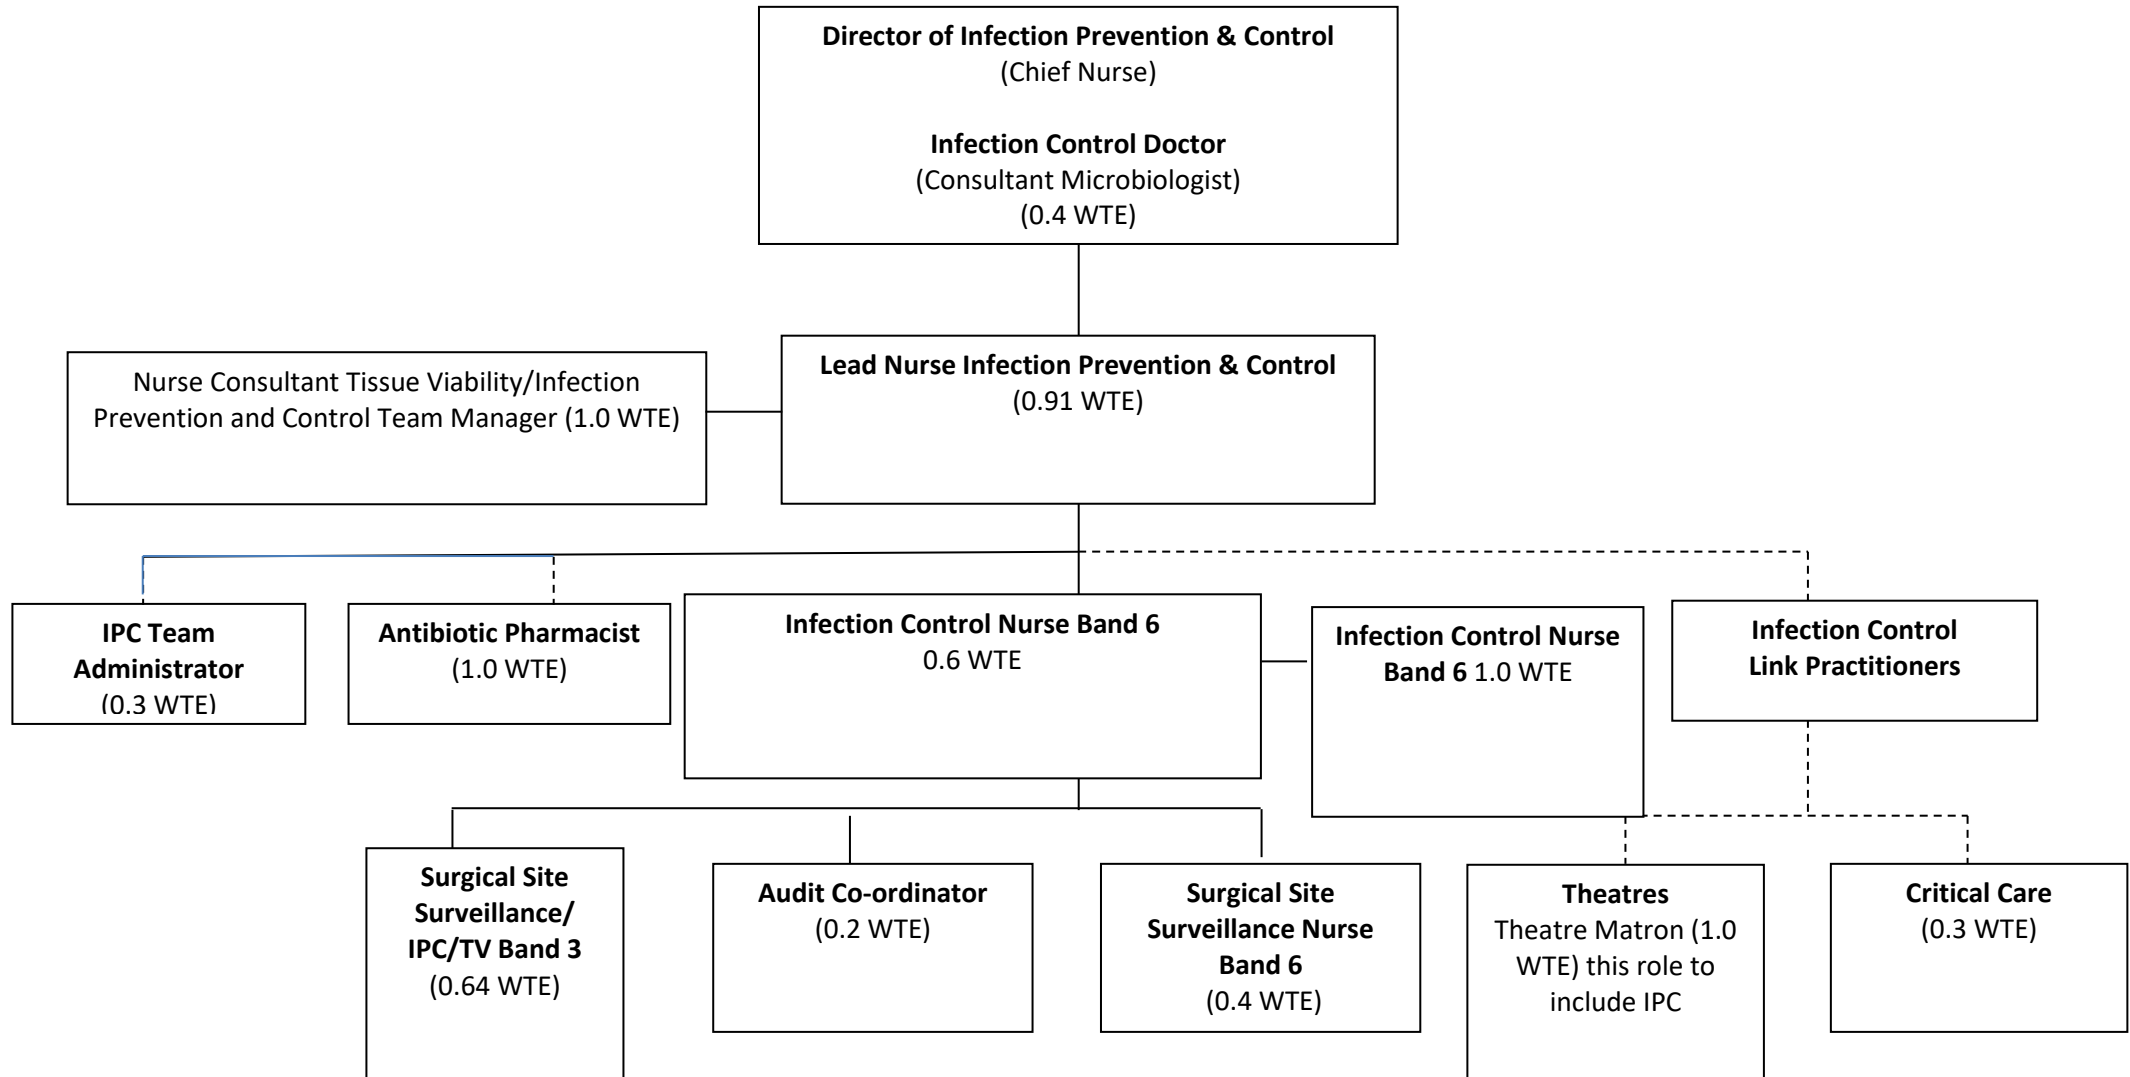 Director of Infection Prevention & Control
(Chief Nurse)
Infection Control Doctor
(Consultant Microbiologist)
(0.4 WTE)
Nurse Consultant Tissue Viability/Infection
Prevention and Control Team Manager (1.0 WTE)
Lead Nurse Infection Prevention & Control
(0.91 WTE)
IPC Team
Administrator
(0.3 WTE)
Antibiotic Pharmacist
(1.0 WTE)
Infection Control Nurse Band 6
0.6 WTE
Infection Control Nurse
Band 6 1.0 WTE
Infection Control
Link Practitioners
Surgical Site
Surveillance/
IPC/TV Band 3
(0.64 WTE)
Audit Co-ordinator
(0.2 WTE)
Surgical Site
Surveillance Nurse
Band 6
(0.4 WTE)
Theatres
Theatre Matron (1.0
WTE) this role to
include IPC
Critical Care
(0.3 WTE)